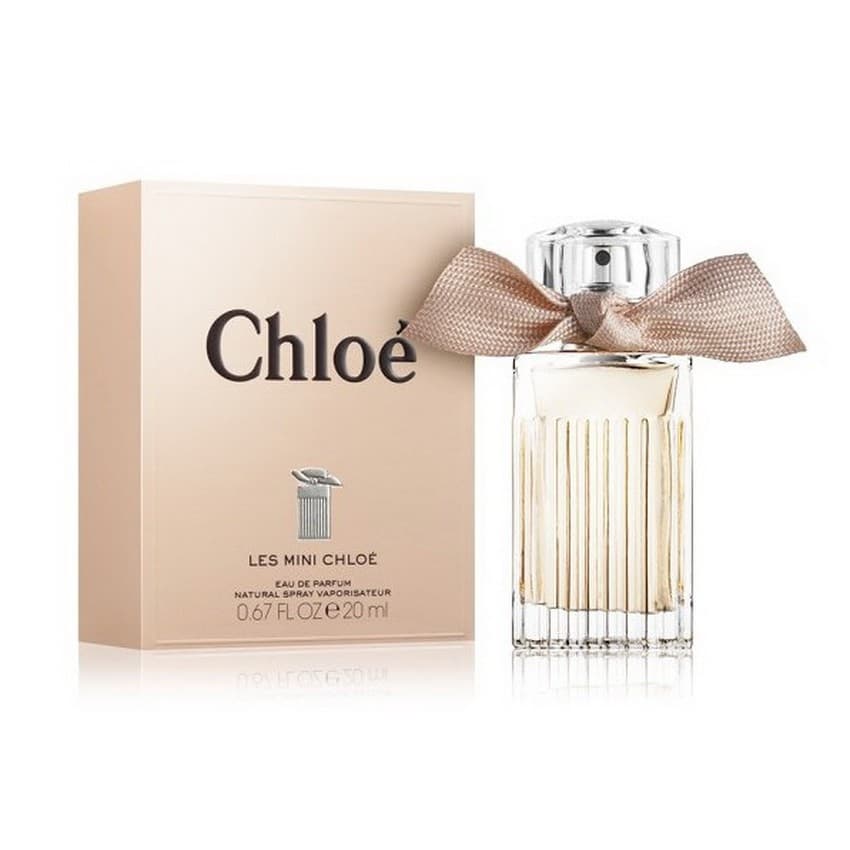 Chloé
LES MINI CHLOÉ
EAU DE PARFUM
NATURAL SPRAY VAPORISATEUR
0.67 FL OZ ℮ 20 ml